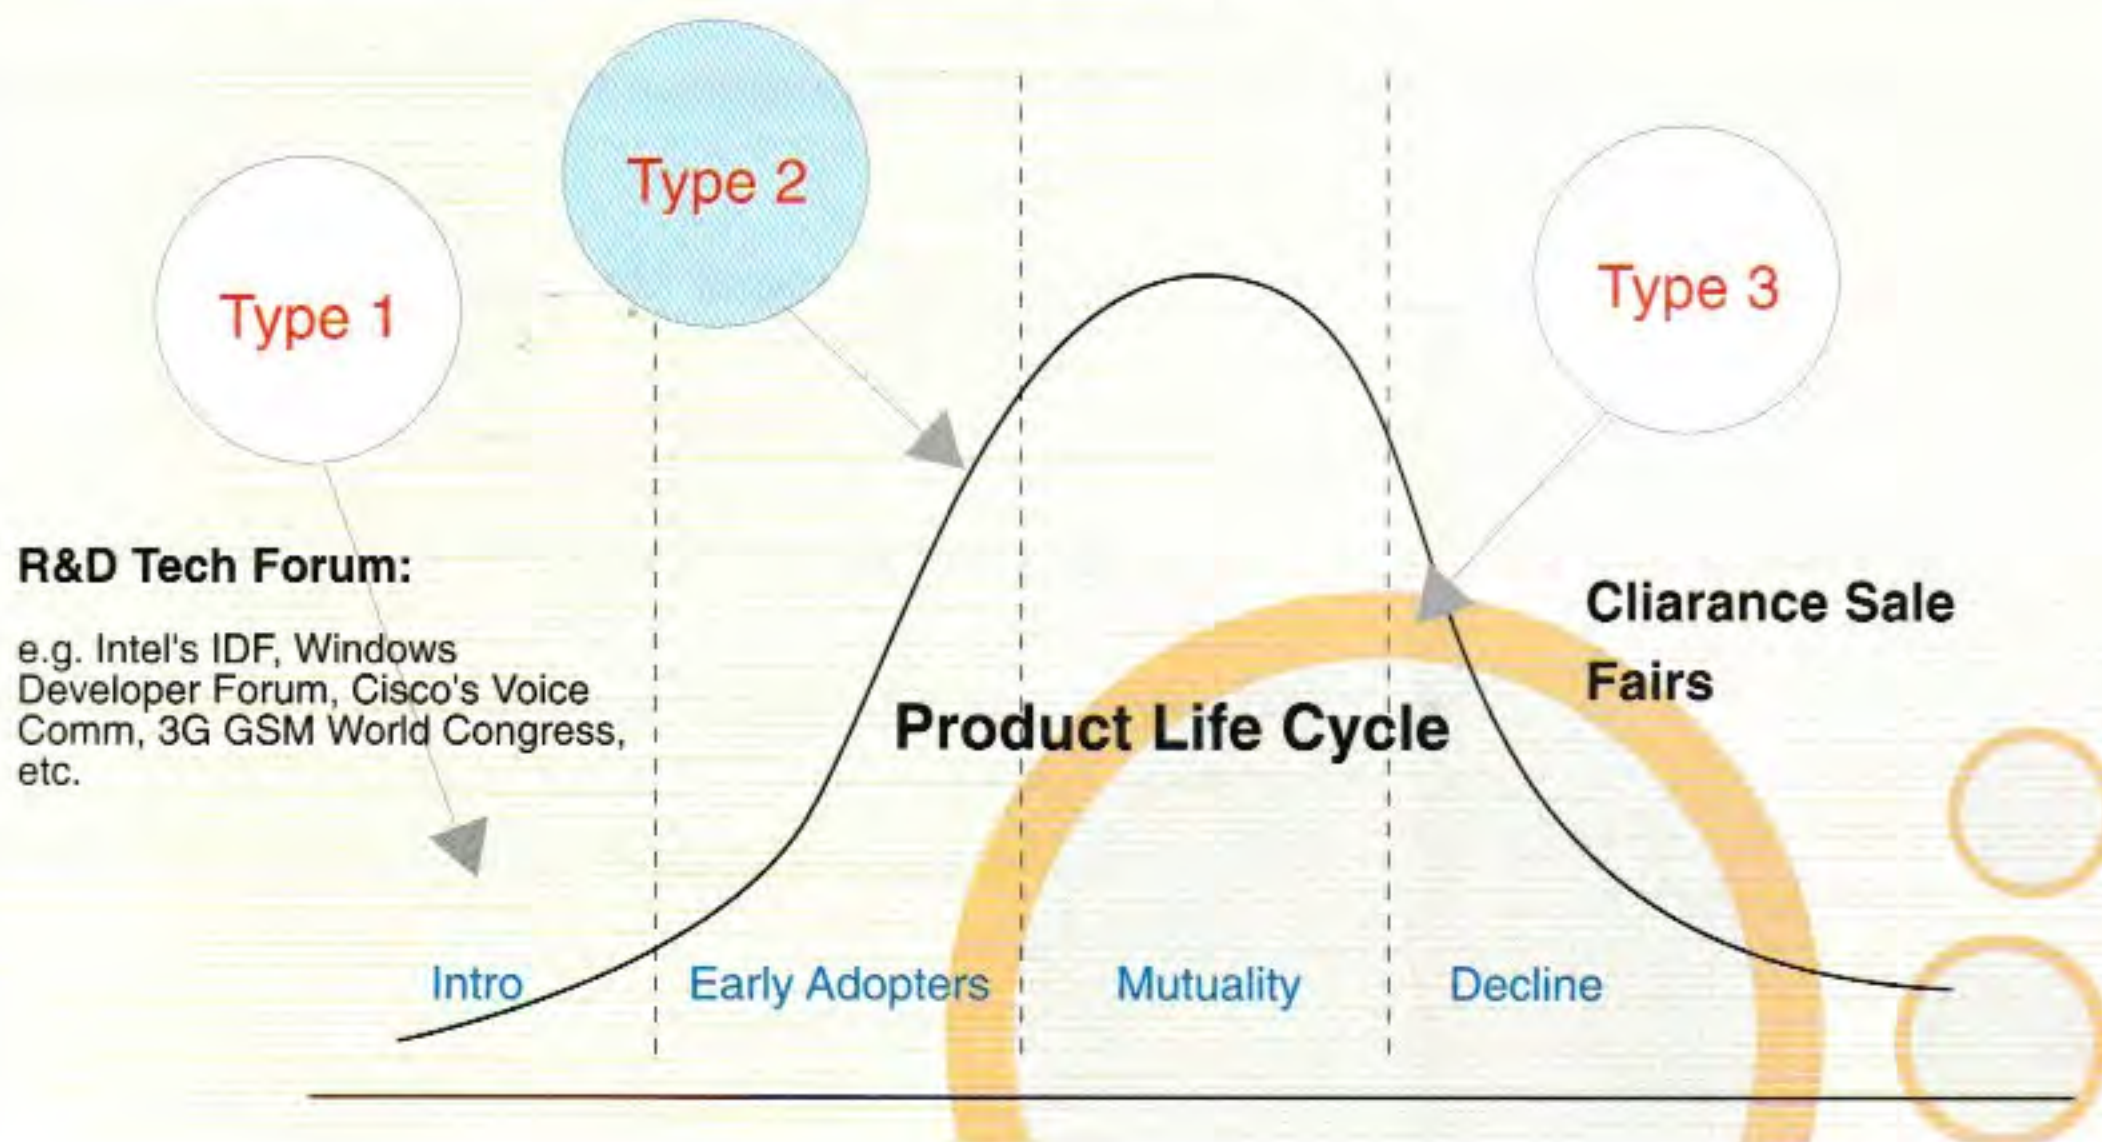 Type 1
Type 2
Type 3
R&D Tech Forum:
e.g. Intel's IDF, Windows
Developer Forum, Cisco's Voice
Comm, 3G GSM World Congress,
etc.
Cliarance Sale
Fairs
Product Life Cycle
Intro
Early Adopters
Mutuality
Decline